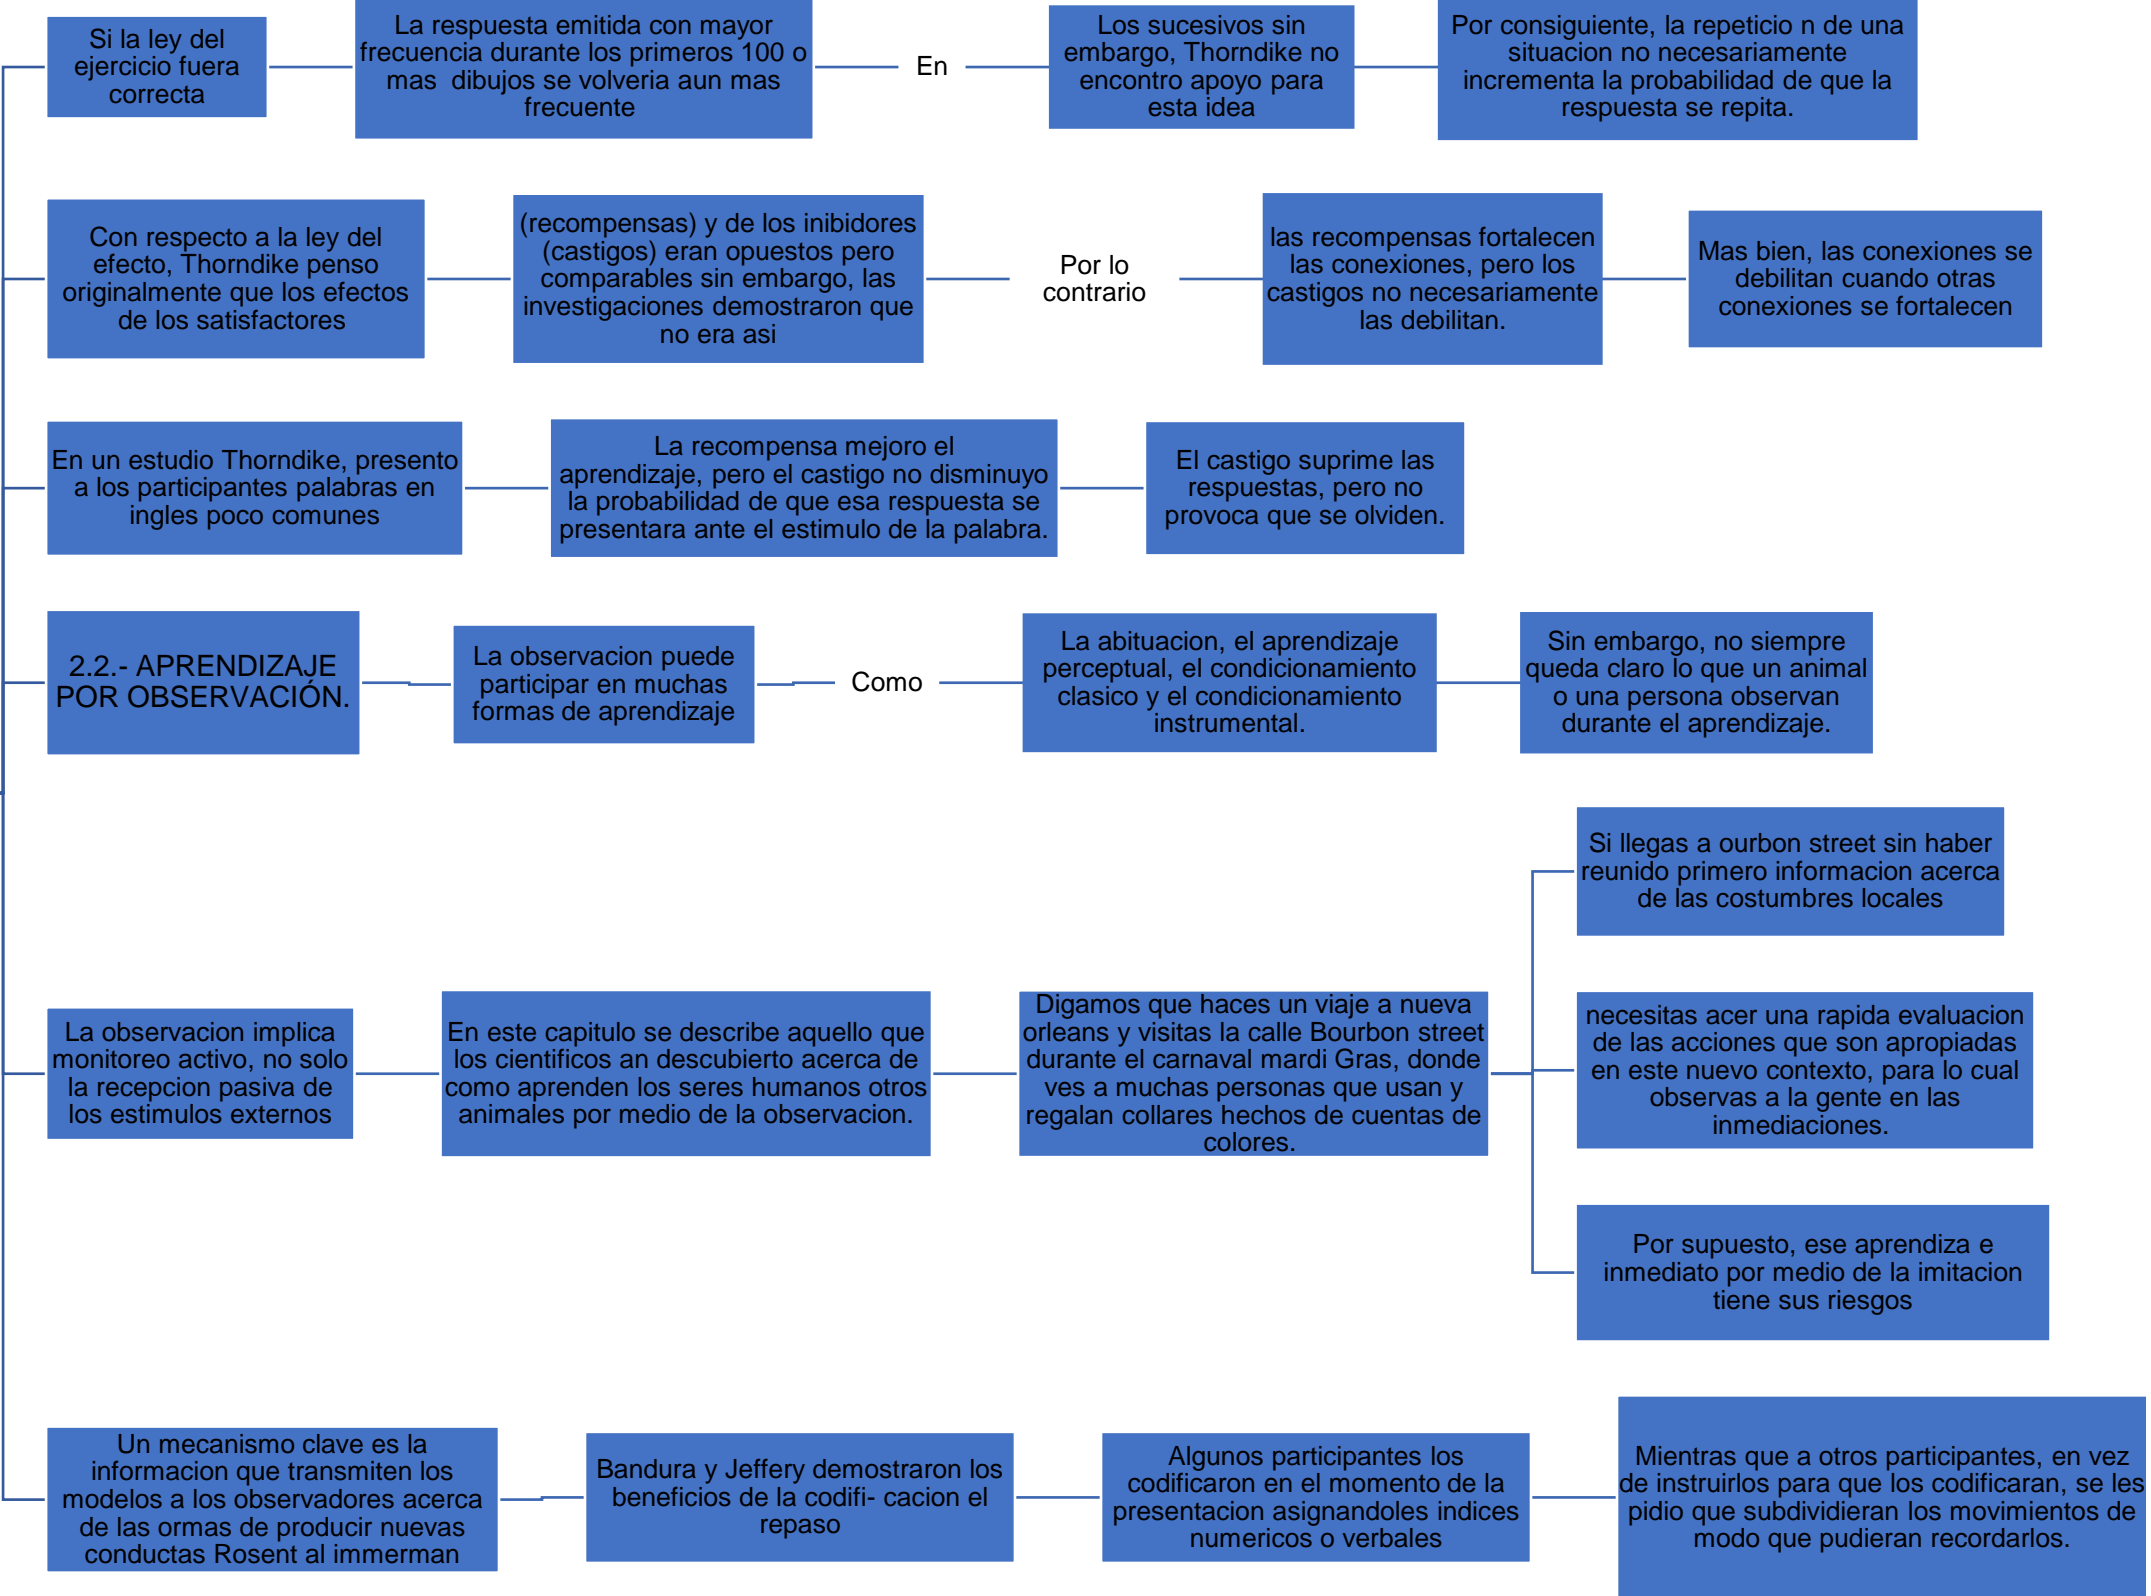 Si la ley del
ejercicio fuera
correcta
La respuesta emitida con mayor
frecuencia durante los primeros 100 o
mas dibujos se volveria aun mas
frecuente
En
Los sucesivos sin
embargo, Thorndike no
encontro apoyo para
esta idea
Por consiguiente, la repeticio n de una
situacion no necesariamente
incrementa la probabilidad de que la
respuesta se repita.
Con respecto a la ley del
efecto, Thorndike penso
originalmente que los efectos
de los satisfactores
(recompensas) y de los inibidores
(castigos) eran opuestos pero
comparables sin embargo, las
investigaciones demostraron que
no era asi
Por lo
contrario
las recompensas fortalecen
las conexiones, pero los
castigos no necesariamente
las debilitan.
Mas bien, las conexiones se
debilitan cuando otras
conexiones se fortalecen
En un estudio Thorndike, presento
a los participantes palabras en
ingles poco comunes
La recompensa mejoro el
aprendizaje, pero el castigo no disminuyo
la probabilidad de que esa respuesta se
presentara ante el estimulo de la palabra.
El castigo suprime las
respuestas, pero no
provoca que se olviden.
2.2.- APRENDIZAJE
POR OBSERVACIÓN.
La observacion puede
participar en muchas
formas de aprendizaje
Como
La abituacion, el aprendizaje
perceptual, el condicionamiento
clasico y el condicionamiento
instrumental.
Sin embargo, no siempre
queda claro lo que un animal
o una persona observan
durante el aprendizaje.
La observacion implica
monitoreo activo, no solo
la recepcion pasiva de
los estimulos externos
En este capitulo se describe aquello que
los cientificos an descubierto acerca de
como aprenden los seres humanos otros
animales por medio de la observacion.
Digamos que haces un viaje a nueva
orleans y visitas la calle Bourbon street
durante el carnaval mardi Gras, donde
ves a muchas personas que usan y
regalan collares hechos de cuentas de
colores.
Si llegas a ourbon street sin haber
reunido primero informacion acerca
de las costumbres locales
necesitas acer una rapida evaluacion
de las acciones que son apropiadas
en este nuevo contexto, para lo cual
observas a la gente en las
inmediaciones.
Por supuesto, ese aprendiza e
inmediato por medio de la imitacion
tiene sus riesgos
Un mecanismo clave es la
informacion que transmiten los
modelos a los observadores acerca
de las ormas de producir nuevas
conductas Rosent al immerman
Bandura y Jeffery demostraron los
beneficios de la codifi- cacion el
repaso
Algunos participantes los
codificaron en el momento de la
presentacion asignandoles indices
numericos o verbales
Mientras que a otros participantes, en vez
de instruirlos para que los codificaran, se les
pidio que subdividieran los movimientos de
modo que pudieran recordarlos.